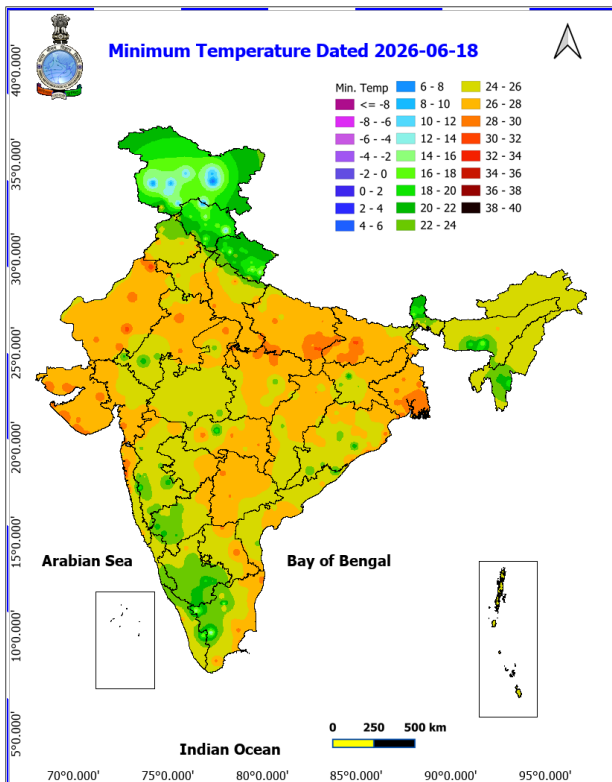 Minimum Temperature Dated 2026-06-18
Min. Temp
<= -8
-8 - -6
-6 - -4
-4 - -2
-2 - 0
0 - 2
2 - 4
4 - 6
6 - 8
8 - 10
10 - 12
12 - 14
14 - 16
16 - 18
18 - 20
20 - 22
22 - 24
24 - 26
26 - 28
28 - 30
30 - 32
32 - 34
34 - 36
36 - 38
38 - 40
40°0.000'
35°0.000'
30°0.000'
25°0.000'
20°0.000'
15°0.000'
10°0.000'
5°0.000'
Arabian Sea
Bay of Bengal
Indian Ocean
0 250 500 km
70°0.000' 75°0.000' 80°0.000' 85°0.000' 90°0.000' 95°0.000'